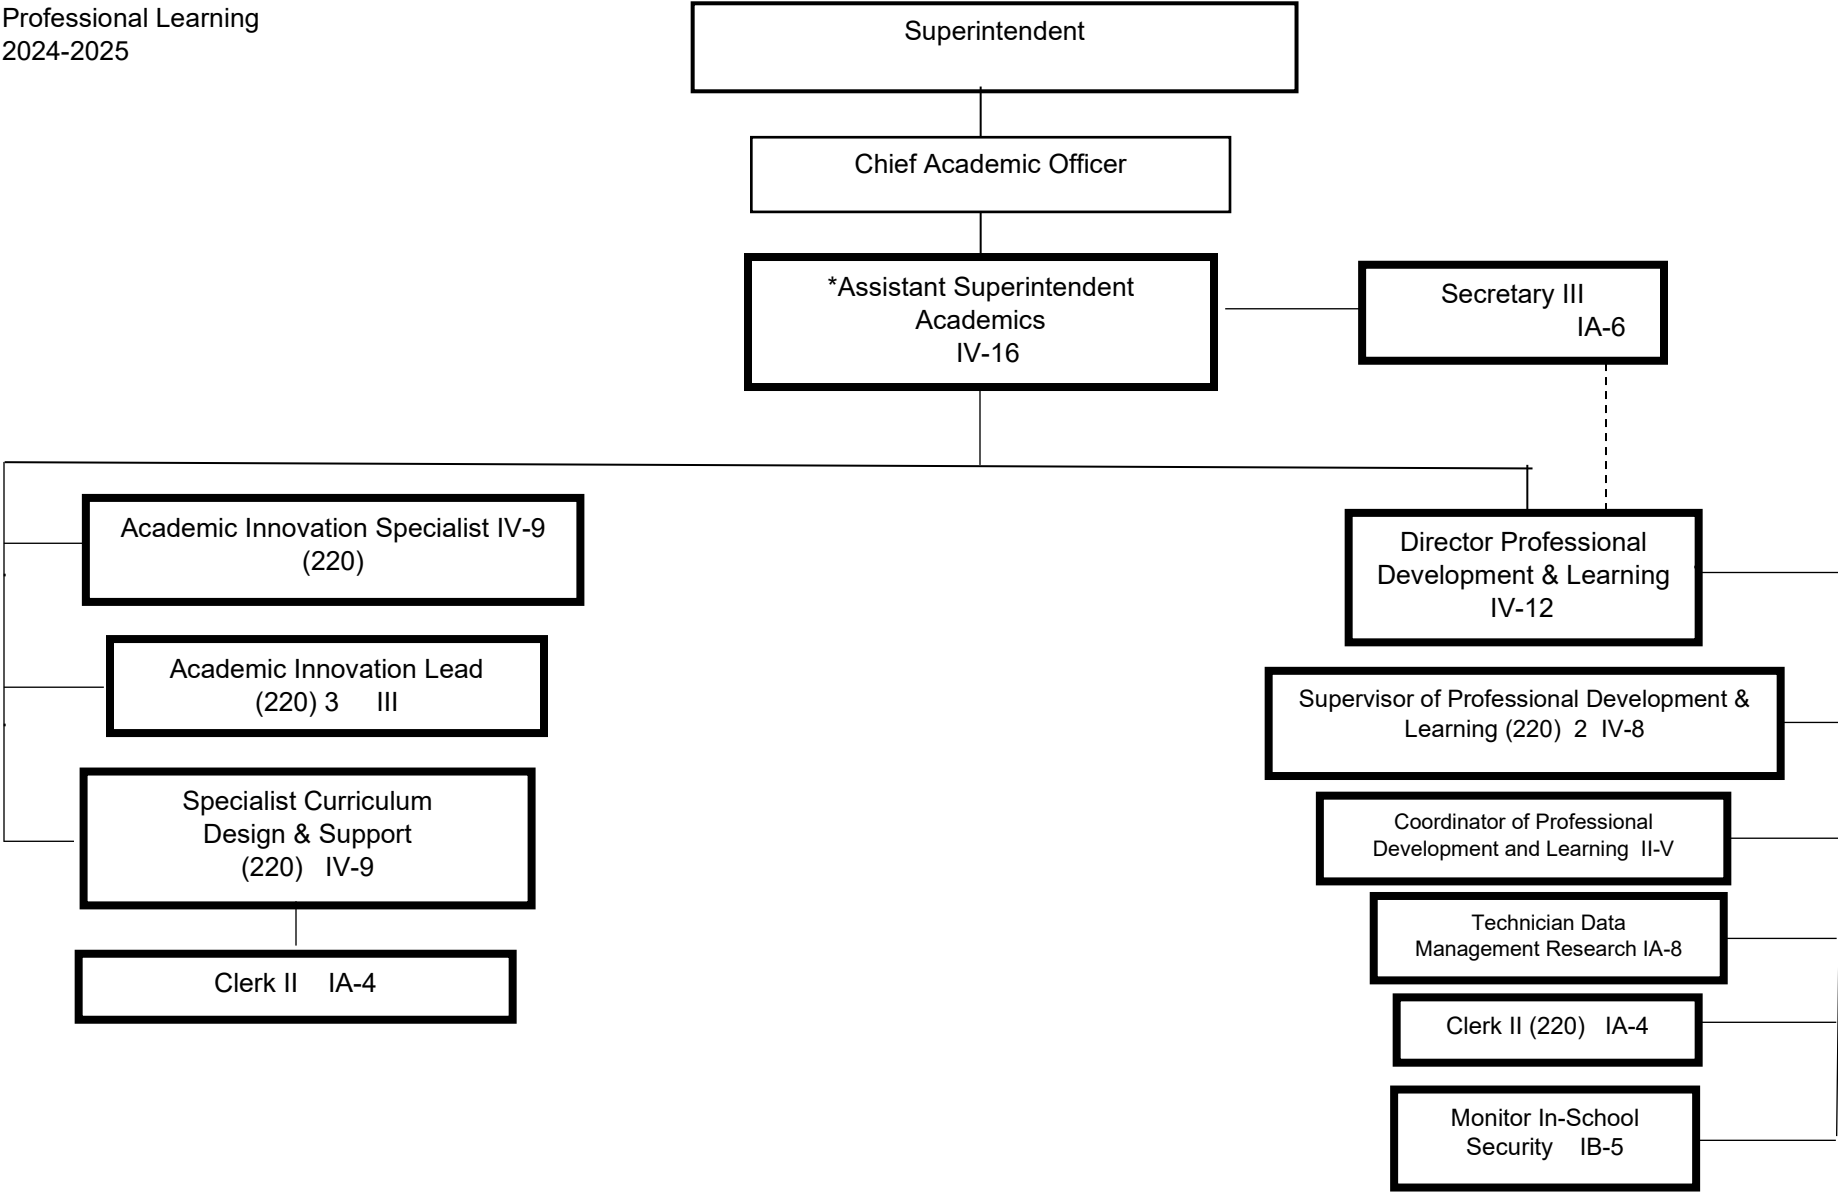 Professional Learning
2024-2025
Superintendent
Chief Academic Officer
*Assistant Superintendent
Academics
IV-16
Secretary III
IA-6
Academic Innovation Specialist IV-9
(220)
Academic Innovation Lead
(220) 3 III
Specialist Curriculum
Design & Support
(220) IV-9
Clerk II IA-4
Director Professional
Development & Learning
IV-12
Supervisor of Professional Development &
Learning (220) 2 IV-8
Coordinator of Professional
Development and Learning II-V
Technician Data
Management Research IA-8
Clerk II (220) IA-4
Monitor In-School
Security IB-5